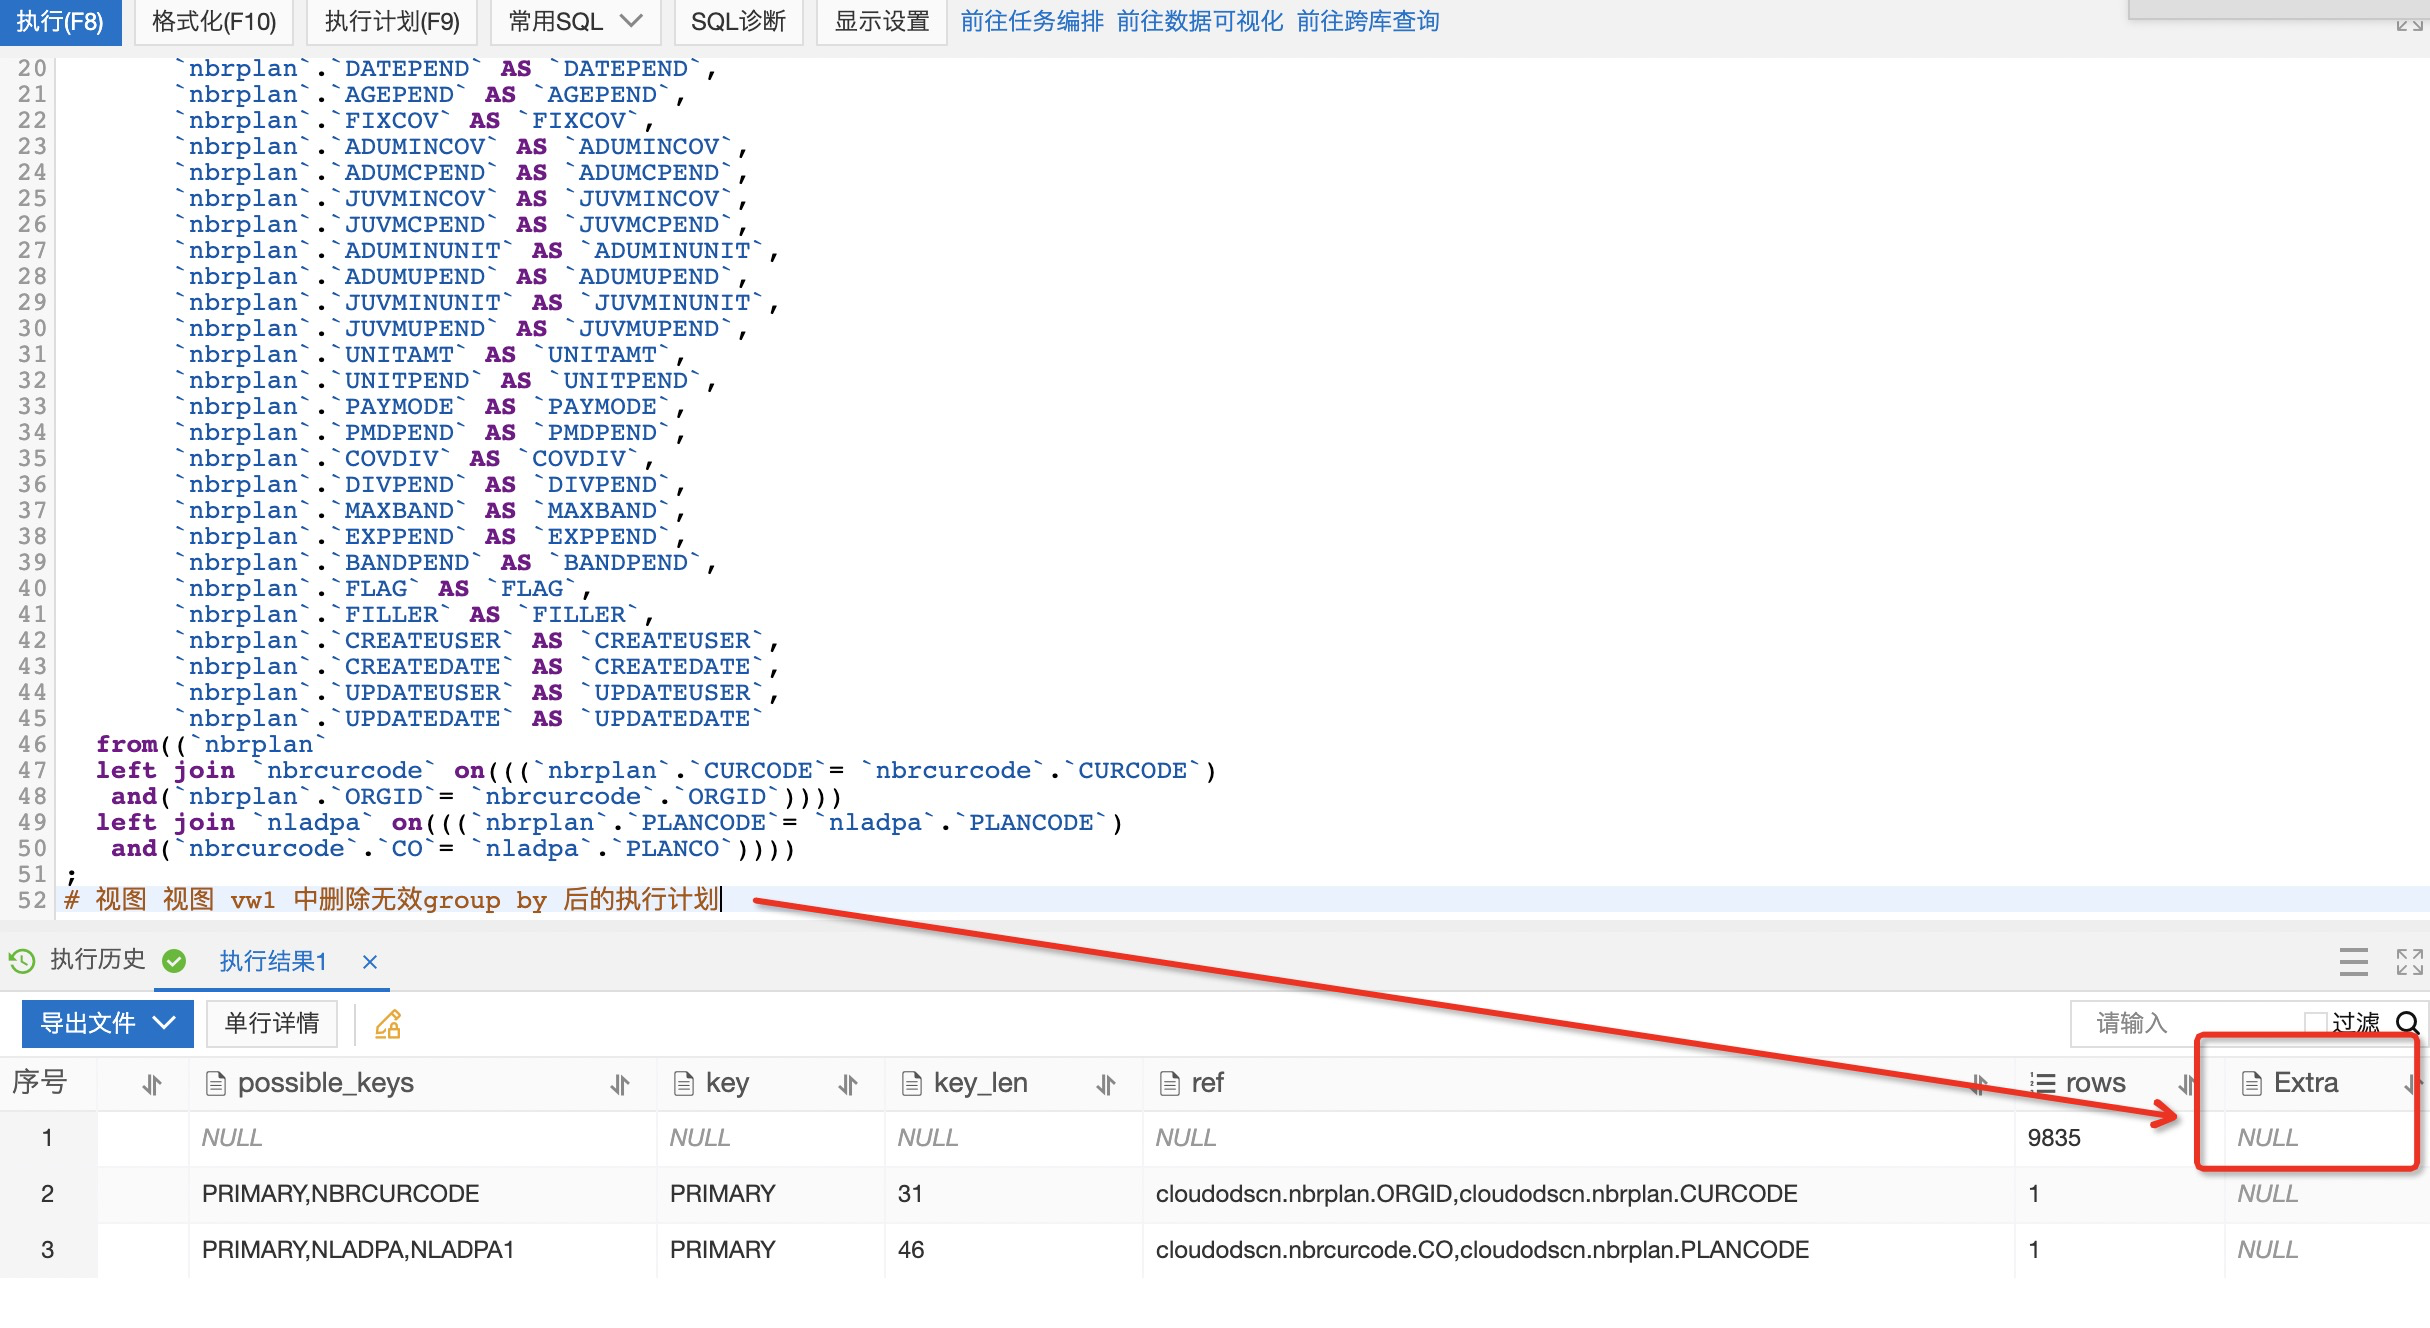 执行(F8) 格式化(F10) 执行计划(F9) 常用SQL SQL诊断 显示设置 前往任务编排 前往数据可视化 前往跨库查询
20 `nbrplan`.`DATEPEND` AS `DATEPEND`,
21 `nbrplan`.`AGEPEND` AS `AGEPEND`,
22 `nbrplan`.`FIXCOV` AS `FIXCOV`,
23 `nbrplan`.`ADUMINCOV` AS `ADUMINCOV`,
24 `nbrplan`.`ADUMCPEND` AS `ADUMCPEND`,
25 `nbrplan`.`JUVMINCOV` AS `JUVMINCOV`,
26 `nbrplan`.`JUVMCPEND` AS `JUVMCPEND`,
27 `nbrplan`.`ADUMINUNIT` AS `ADUMINUNIT`,
28 `nbrplan`.`ADUMUPEND` AS `ADUMUPEND`,
29 `nbrplan`.`JUVMINUNIT` AS `JUVMINUNIT`,
30 `nbrplan`.`JUVMUPEND` AS `JUVMUPEND`,
31 `nbrplan`.`UNITAMT` AS `UNITAMT`,
32 `nbrplan`.`UNITPEND` AS `UNITPEND`,
33 `nbrplan`.`PAYMODE` AS `PAYMODE`,
34 `nbrplan`.`PMDPEND` AS `PMDPEND`,
35 `nbrplan`.`COVDIV` AS `COVDIV`,
36 `nbrplan`.`DIVPEND` AS `DIVPEND`,
37 `nbrplan`.`MAXBAND` AS `MAXBAND`,
38 `nbrplan`.`EXPPEND` AS `EXPPEND`,
39 `nbrplan`.`BANDPEND` AS `BANDPEND`,
40 `nbrplan`.`FLAG` AS `FLAG`,
41 `nbrplan`.`FILLER` AS `FILLER`,
42 `nbrplan`.`CREATEUSER` AS `CREATEUSER`,
43 `nbrplan`.`CREATEDATE` AS `CREATEDATE`,
44 `nbrplan`.`UPDATEUSER` AS `UPDATEUSER`,
45 `nbrplan`.`UPDATEDATE` AS `UPDATEDATE`
46 from((`nbrplan`
47 left join `nbrcurcode` on(((`nbrplan`.`CURCODE`= `nbrcurcode`.`CURCODE`)
48 and(`nbrplan`.`ORGID`= `nbrcurcode`.`ORGID`))))
49 left join `nladpa` on(((`nbrplan`.`PLANCODE`= `nladpa`.`PLANCODE`)
50 and(`nbrcurcode`.`CO`= `nladpa`.`PLANCO`))))
51 ;
52 # 视图 视图 vw1 中删除无效group by 后的执行计划
执行历史 执行结果1 ×
导出文件 单行详情 请输入 过滤
序号 possible_keys key key_len ref rows Extra
1 NULL NULL NULL NULL 9835 NULL
2 PRIMARY,NBRCURCODE PRIMARY 31 cloudodscn.nbrplan.ORGID,cloudodscn.nbrplan.CURCODE 1 NULL
3 PRIMARY,NLADPA,NLADPA1 PRIMARY 46 cloudodscn.nbrcurcode.CO,cloudodscn.nbrplan.PLANCODE 1 NULL